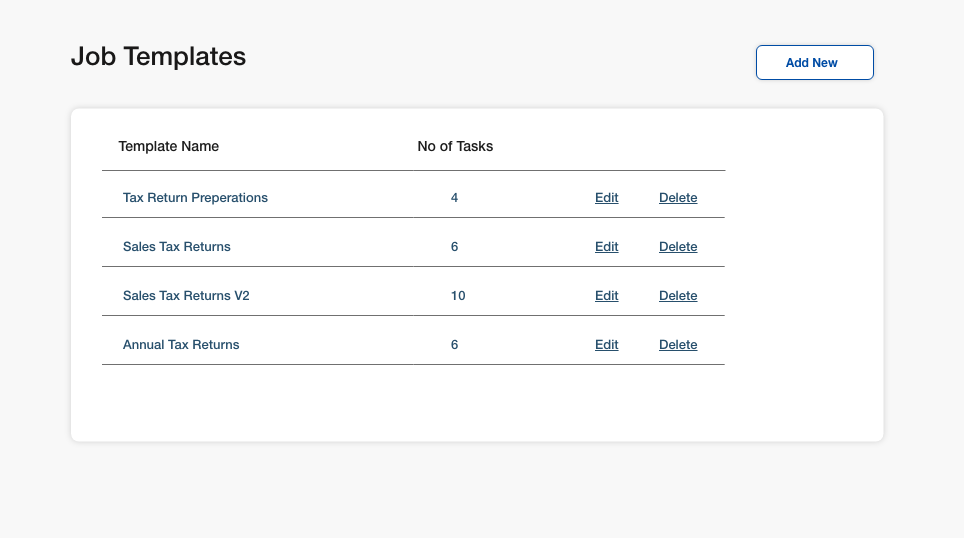 Job Templates
Add New
Template Name No of Tasks
Tax Return Preperations 4 Edit Delete
Sales Tax Returns 6 Edit Delete
Sales Tax Returns V2 10 Edit Delete
Annual Tax Returns 6 Edit Delete